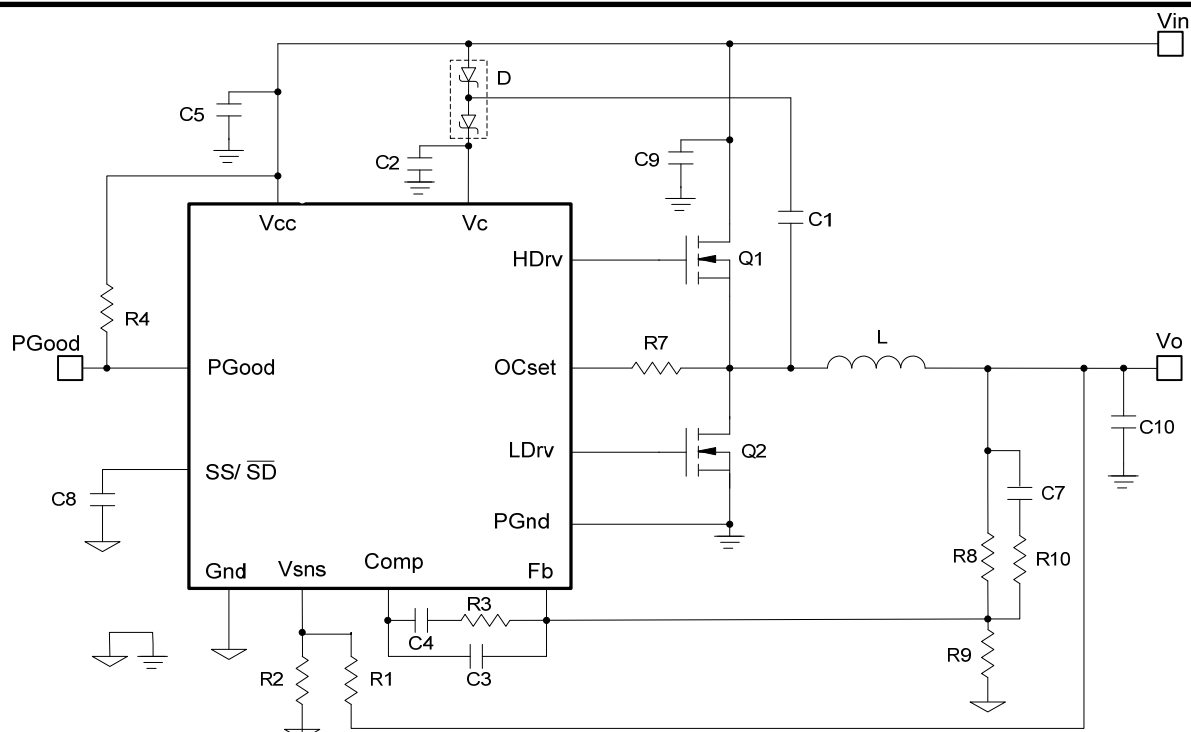 Vin
D
C5
C2
C9
Vcc
Vc
C1
HDrv
Q1
R4
PGood
R7
L
Vo
PGood
OCset
C10
LDrv
Q2
SS/ SD
C8
C7
PGnd
R8
R10
Gnd
Vsns
Comp
Fb
R3
C4
R9
R2
R1
C3